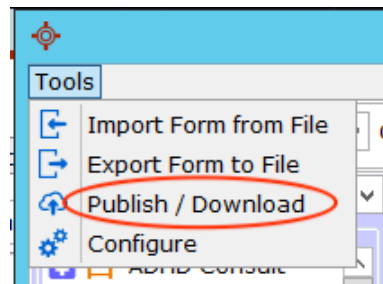 Tools
Import Form from File
Export Form to File
Publish / Download
Configure
ADHD Consult